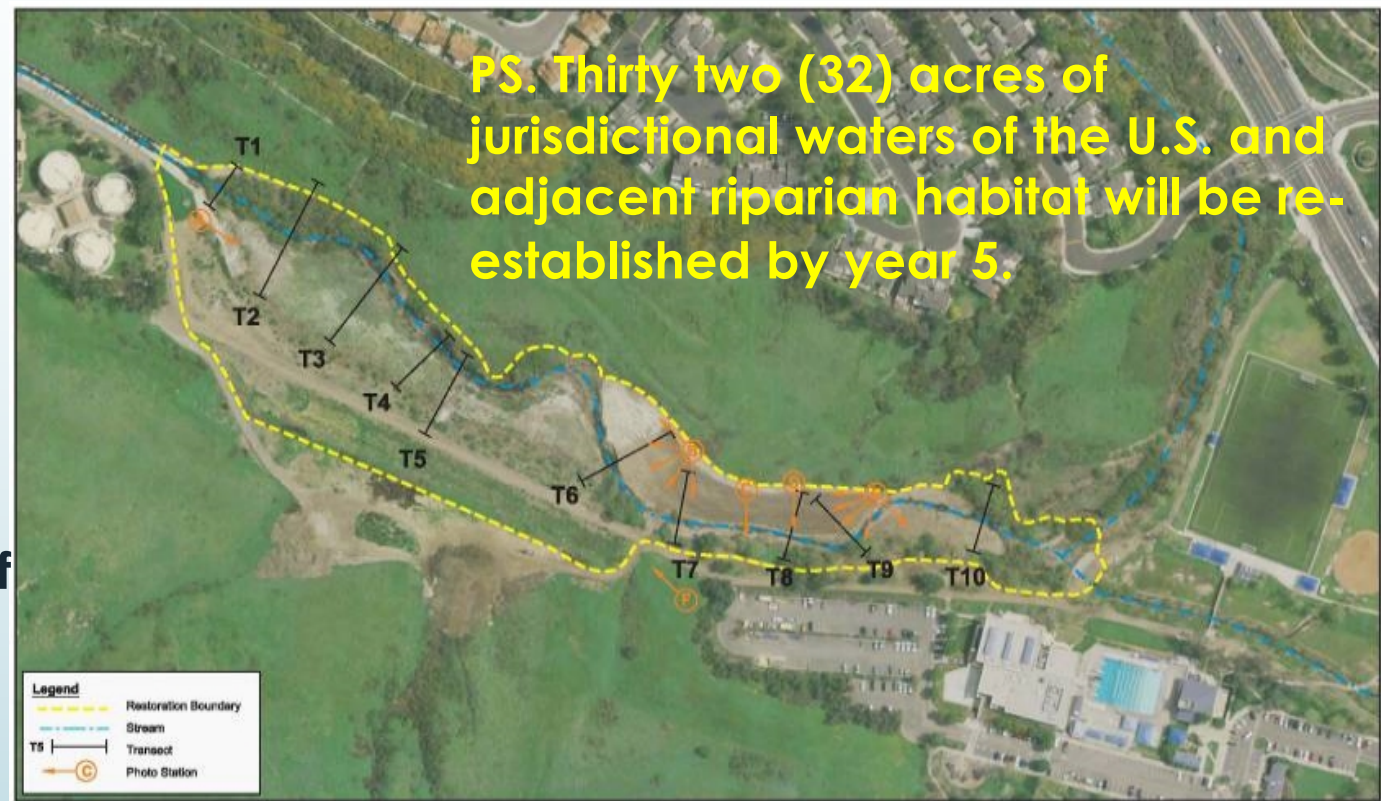 PS. Thirty two (32) acres of
jurisdictional waters of the U.S. and
adjacent riparian habitat will be re-
established by year 5.
T1
T2
T3
T4
T5
T6
T7
T8
T9
T10
F
f
Legend
Restoration Boundary
Stream
T5 Transect
C Photo Station